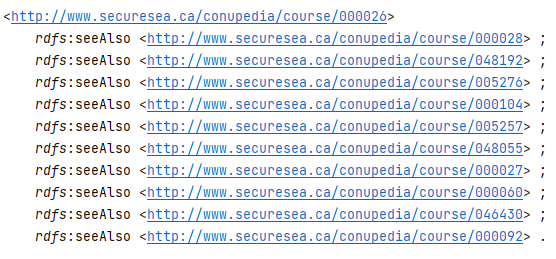 <http://www.securesea.ca/conupedia/course/000026>
rdfs:seeAlso <http://www.securesea.ca/conupedia/course/000028> ;
rdfs:seeAlso <http://www.securesea.ca/conupedia/course/048192> ;
rdfs:seeAlso <http://www.securesea.ca/conupedia/course/005276> ;
rdfs:seeAlso <http://www.securesea.ca/conupedia/course/000104> ;
rdfs:seeAlso <http://www.securesea.ca/conupedia/course/005257> ;
rdfs:seeAlso <http://www.securesea.ca/conupedia/course/048055> ;
rdfs:seeAlso <http://www.securesea.ca/conupedia/course/000027> ;
rdfs:seeAlso <http://www.securesea.ca/conupedia/course/000060> ;
rdfs:seeAlso <http://www.securesea.ca/conupedia/course/046430> ;
rdfs:seeAlso <http://www.securesea.ca/conupedia/course/000092> .